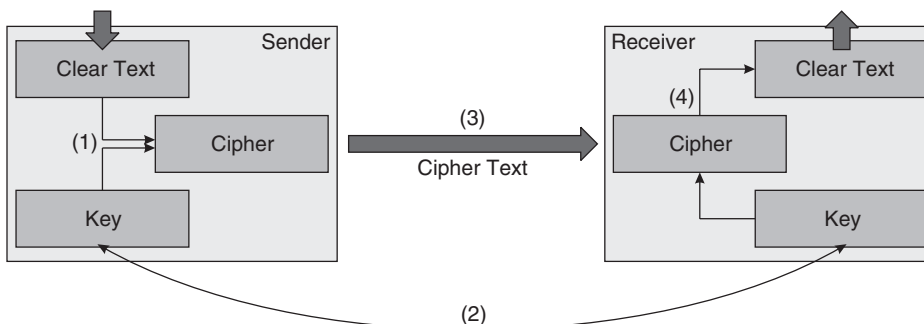 Sender
Clear Text
(1)
Cipher
Key
(3)
Cipher Text
Receiver
Clear Text
(4)
Cipher
Key
(2)